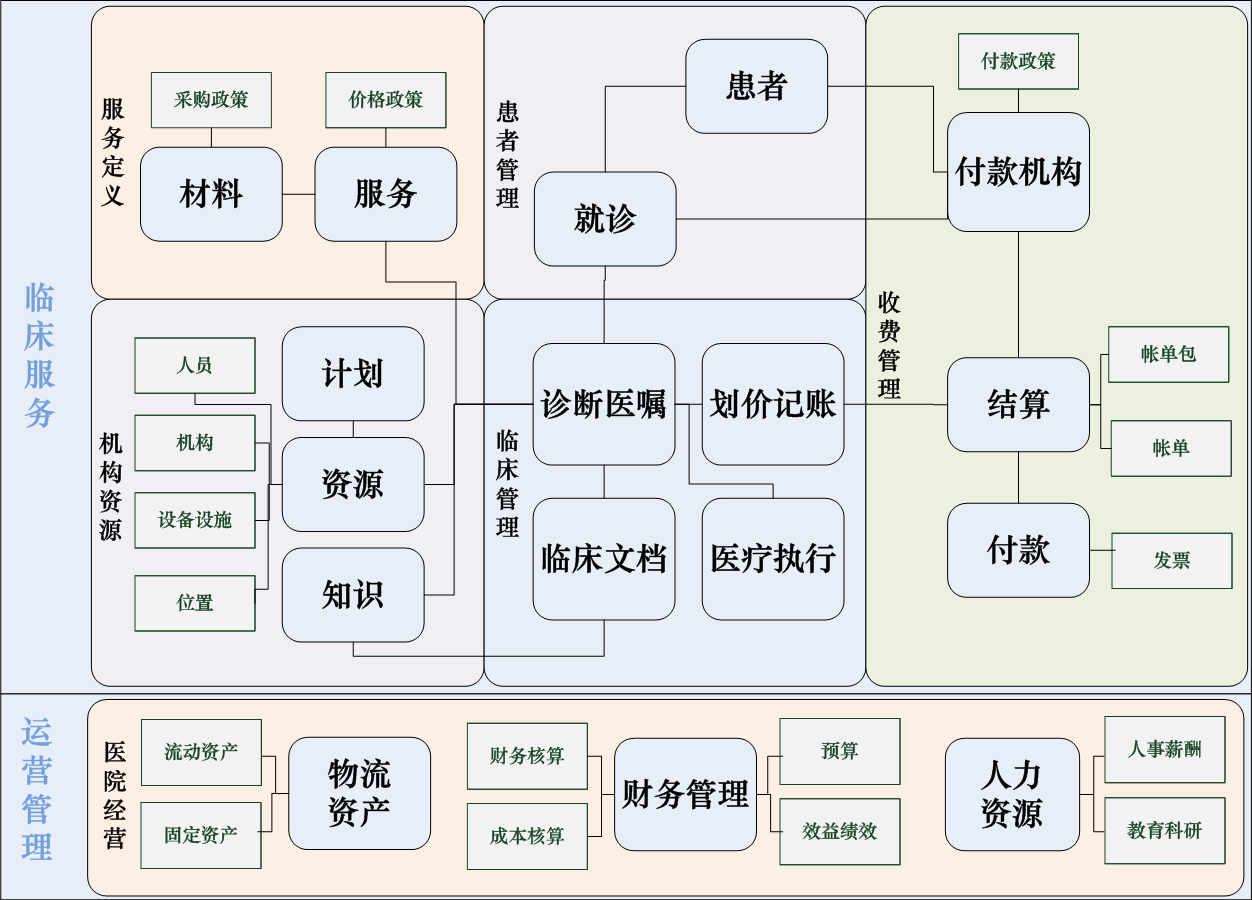 临床服务
服务定义
采购政策
价格政策
材料
服务
患者管理
患者
就诊
收费管理
付款政策
付款机构
结算
帐单包
帐单
付款
发票
机构资源
人员
机构
设备设施
位置
计划
资源
知识
临床管理
诊断医嘱
划价记账
临床文档
医疗执行
运营管理
医院经营
流动资产
固定资产
物流
资产
财务核算
成本核算
财务管理
预算
效益绩效
人力
资源
人事薪酬
教育科研